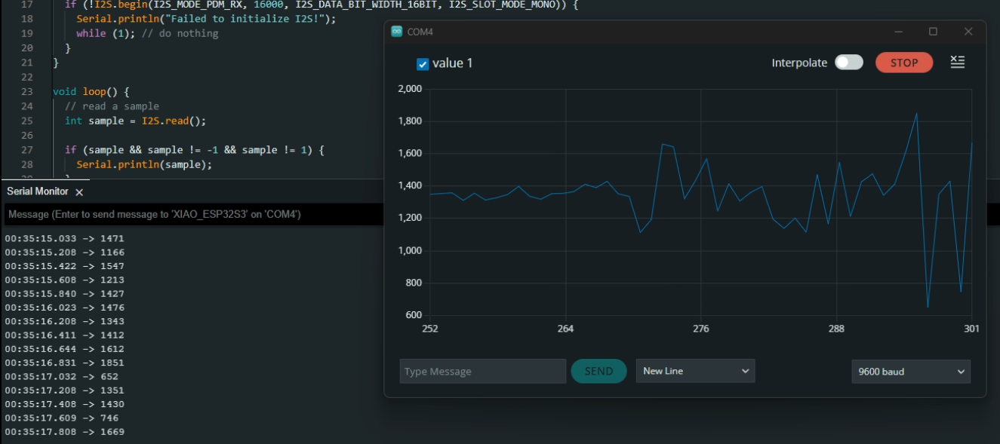 17 if (!I2S.begin(I2S_MODE_PDM_RX, 16000, I2S_DATA_BIT_WIDTH_16BIT, I2S_SLOT_MODE_MONO)) {
18 Serial.println("Failed to initialize I2S!");
19 while (1); // do nothing
20 }
21 }
22
23 void loop() {
24 // read a sample
25 int sample = I2S.read();
26
27 if (sample && sample != -1 && sample != 1) {
28 Serial.println(sample);
29 }
Serial Monitor ×
Message (Enter to send message to 'XIAO_ESP32S3' on 'COM4')
00:35:15.033 -> 1471
00:35:15.208 -> 1166
00:35:15.422 -> 1547
00:35:15.608 -> 1213
00:35:15.840 -> 1427
00:35:16.023 -> 1476
00:35:16.208 -> 1343
00:35:16.411 -> 1412
00:35:16.644 -> 1612
00:35:16.831 -> 1851
00:35:17.032 -> 652
00:35:17.208 -> 1351
00:35:17.408 -> 1430
00:35:17.609 -> 746
00:35:17.808 -> 1669
COM4
value 1
Interpolate
STOP
2,000
1,800
1,600
1,400
1,200
1,000
800
600
252 264 276 288 301
Type Message
SEND
New Line
9600 baud